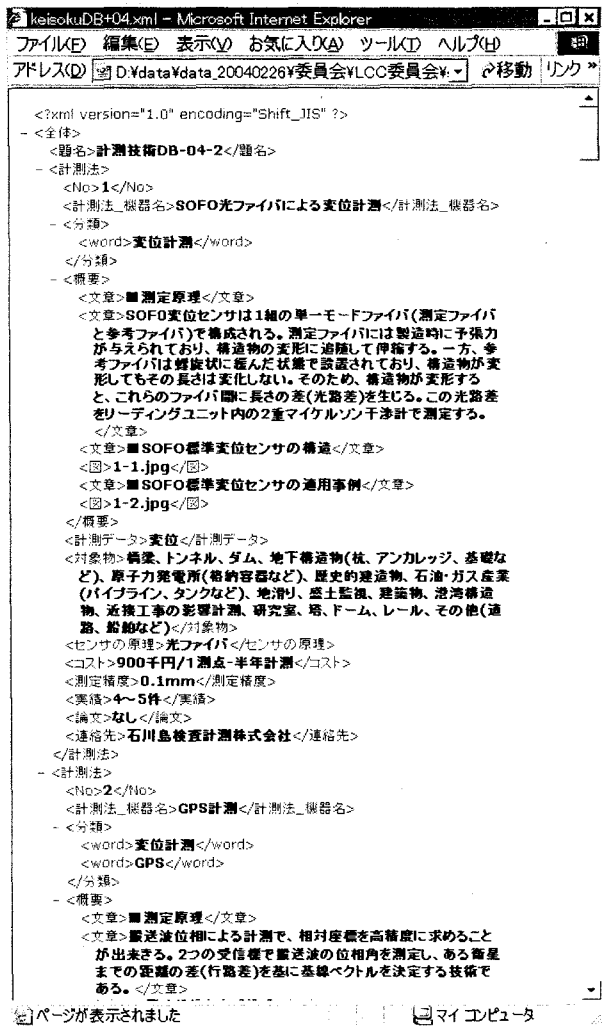 keisokuDB+04.xml - Microsoft Internet Explorer
ファイル(F) 編集(E) 表示(V) お気に入り(A) ツール(T) ヘルプ(H)
アドレス(D) D:¥data¥data_20040226¥委員会¥LCC委員会¥ 移動 リンク »
<?xml version="1.0" encoding="Shift_JIS" ?>
- <全体>
<題名>計測技術DB-04-2</題名>
- <計測法>
<No>1</No>
<計測法_機器名>SOFO光ファイバによる変位計測</計測法_機器名>
- <分類>
<word>変位計測</word>
</分類>
- <概要>
<文章>■測定原理</文章>
<文章>SOFO変位センサは1組の単一モードファイバ(測定ファイバ
と参考ファイバ)で構成される。測定ファイバには製造時に予張力
が与えられており、構造物の変形に追随して伸縮する。一方、参
考ファイバは螺旋状に緩んだ状態で設置されており、構造物が変
形してもその長さは変化しない。そのため、構造物が変形する
と、これらのファイバ間に長さの差(光路差)を生じる。この光路差
をリーディングユニット内の2重マイケルソン干渉計で測定する。
</文章>
<文章>■SOFO標準変位センサの構造</文章>
<図>1-1.jpg</図>
<文章>■SOFO標準変位センサの適用事例</文章>
<図>1-2.jpg</図>
</概要>
<計測データ>変位</計測データ>
<対象物>橋梁、トンネル、ダム、地下構造物(杭、アンカレッジ、基礎な
ど)、原子力発電所(格納容器など)、歴史的建造物、石油・ガス産業
(パイプライン、タンクなど)、地滑り、盛土監視、建築物、港湾構造
物、近接工事の影響計測、研究室、塔、ドーム、レール、その他(道
路、船舶など)</対象物>
<センサの原理>光ファイバ</センサの原理>
<コスト>900千円/1測点-半年計測</コスト>
<測定精度>0.1mm</測定精度>
<実績>4～5件</実績>
<論文>なし</論文>
<連絡先>石川島検査計測株式会社</連絡先>
</計測法>
- <計測法>
<No>2</No>
<計測法_機器名>GPS計測</計測法_機器名>
- <分類>
<word>変位計測</word>
<word>GPS</word>
</分類>
- <概要>
<文章>■測定原理</文章>
<文章>搬送波位相による計測で、相対座標を高精度に求めること
が出来きる。2つの受信機で搬送波の位相角を測定し、ある衛星
までの距離の差(行路差)を基に基線ベクトルを決定する技術で
ある。</文章>
ページが表示されました マイ コンピュータ